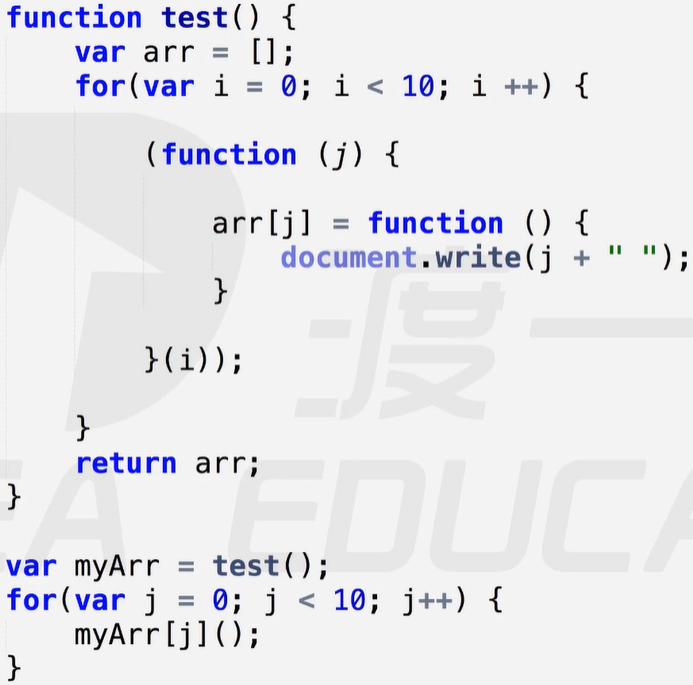 function test() {
    var arr = [];
    for(var i = 0; i < 10; i ++) {
        (function (j) {
            arr[j] = function () {
                document.write(j + " ");
            }
        }(i));
    }
    return arr;
}
var myArr = test();
for(var j = 0; j < 10; j++) {
    myArr[j]();
}
渡一
EDUCA